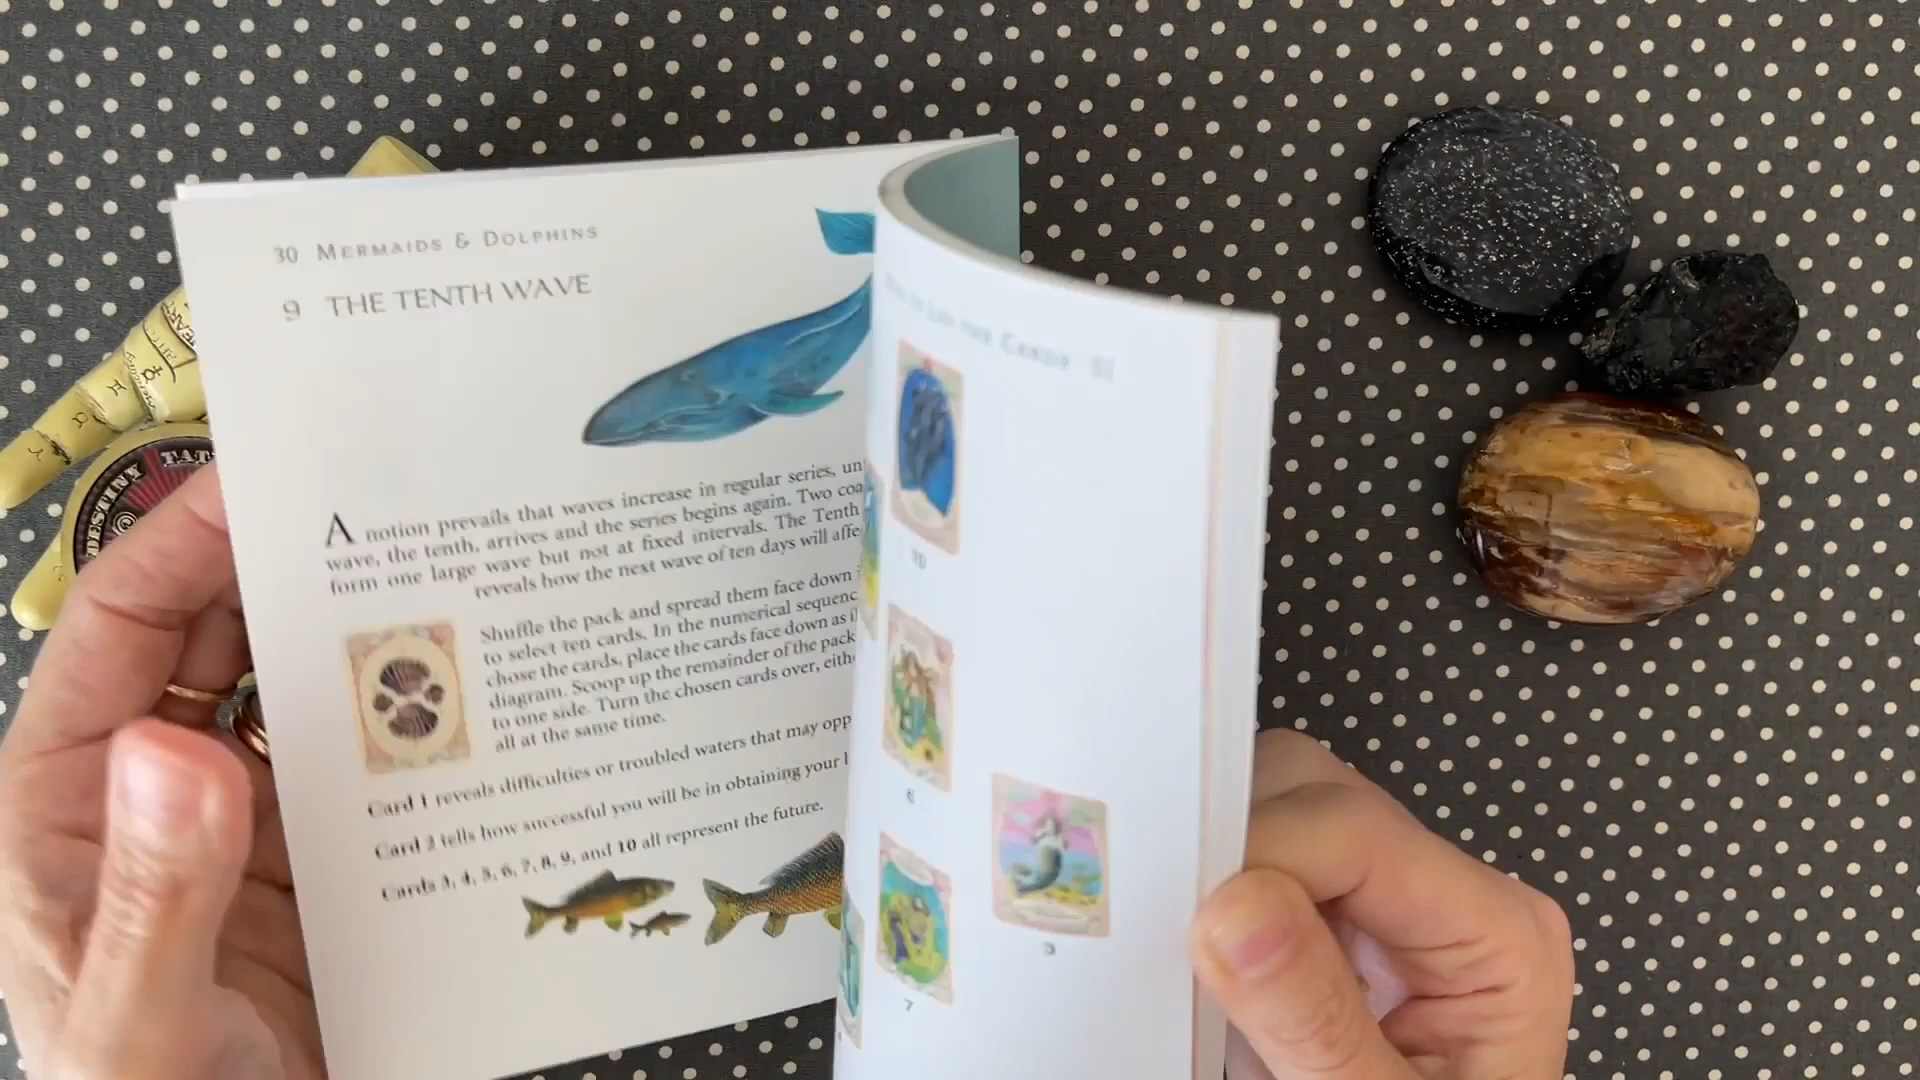 30 MERMAIDS & DOLPHINS
9 THE TENTH WAVE
A notion prevails that waves increase in regular series, un
wave, the tenth, arrives and the series begins again. Two coa
form one large wave but not at fixed intervals. The Tenth
reveals how the next wave of ten days will affe
Shuffle the pack and spread them face down
to select ten cards. In the numerical sequenc
chose the cards, place the cards face down as i
diagram. Scoop up the remainder of the pack
to one side. Turn the chosen cards over, eith
all at the same time.
Card 1 reveals difficulties or troubled waters that may opp
Card 2 tells how successful you will be in obtaining your
Cards 3, 4, 5, 6, 7, 8, 9, and 10 all represent the future.
LAY THE CARDS
10
6
7
5
DESTINY